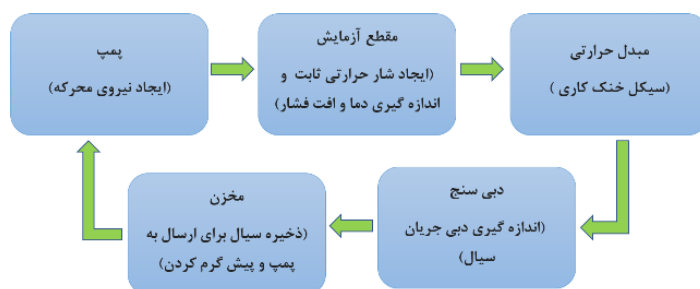 پمپ
(ایجاد نیروی محرکه)
مقطع آزمایش
(ایجاد شار حرارتی ثابت و
اندازه گیری دما و افت فشار)
مبدل حرارتی
(سیکل خنک کاری )
دبی سنج
(اندازه گیری دبی جریان
سیال)
مخزن
(ذخیره سیال برای ارسال به
پمپ و پیش گرم کردن)